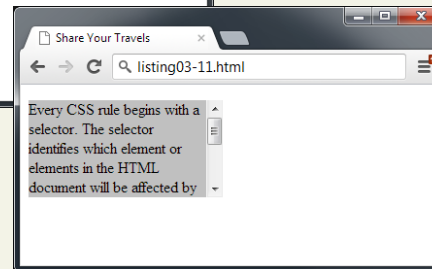 Share Your Travels
listing03-11.html
Every CSS rule begins with a
selector. The selector
identifies which element or
elements in the HTML
document will be affected by